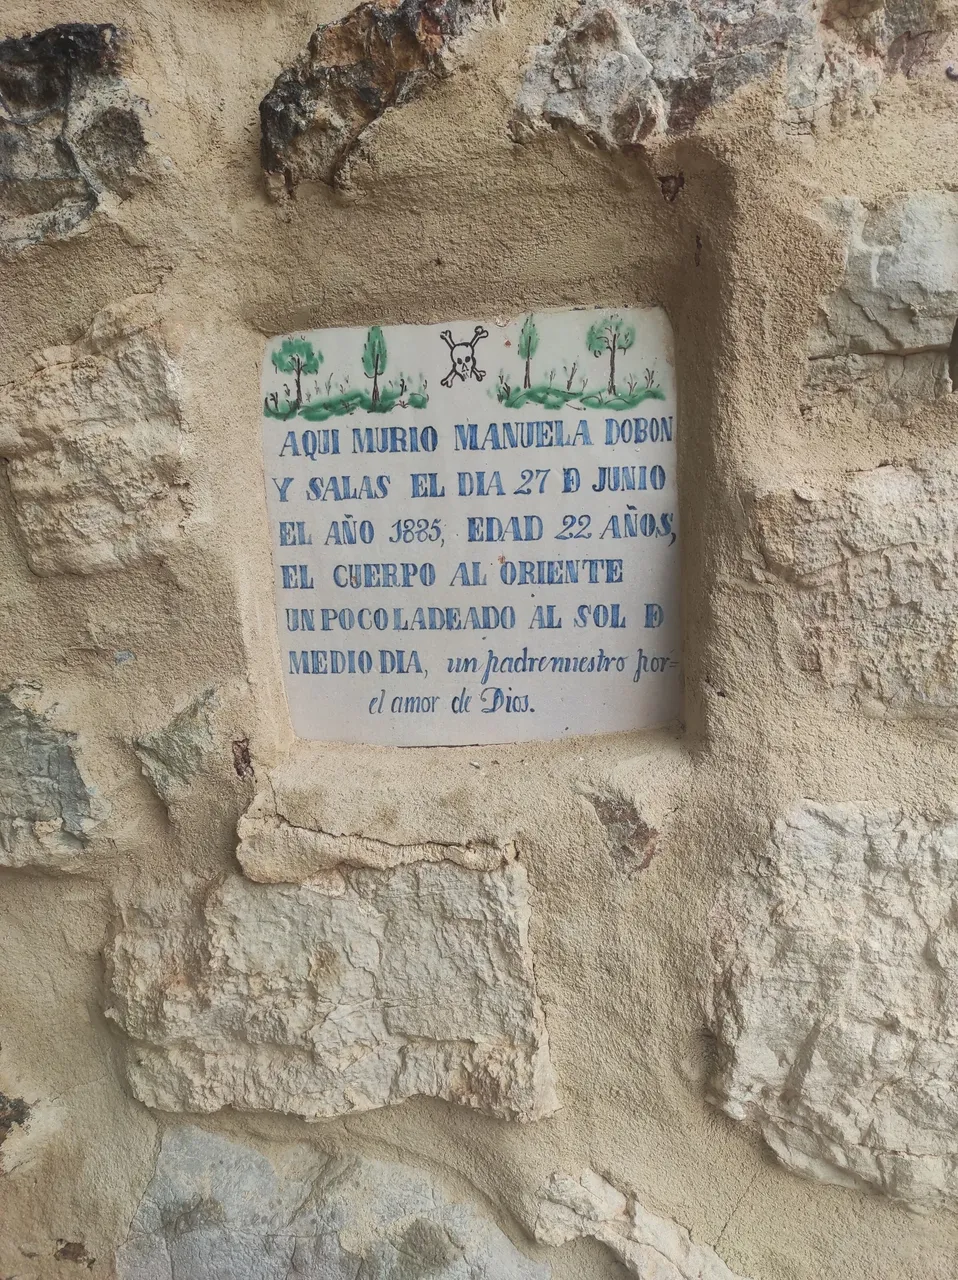 AQUI MURIO MANUELA DOBON
Y SALAS EL DIA 27 D JUNIO
EL AÑO 1885, EDAD 22 AÑOS,
EL CUERPO AL ORIENTE
UN POCO LADEADO AL SOL D
MEDIO DIA, un padrenuestro por=
el amor de Dios.